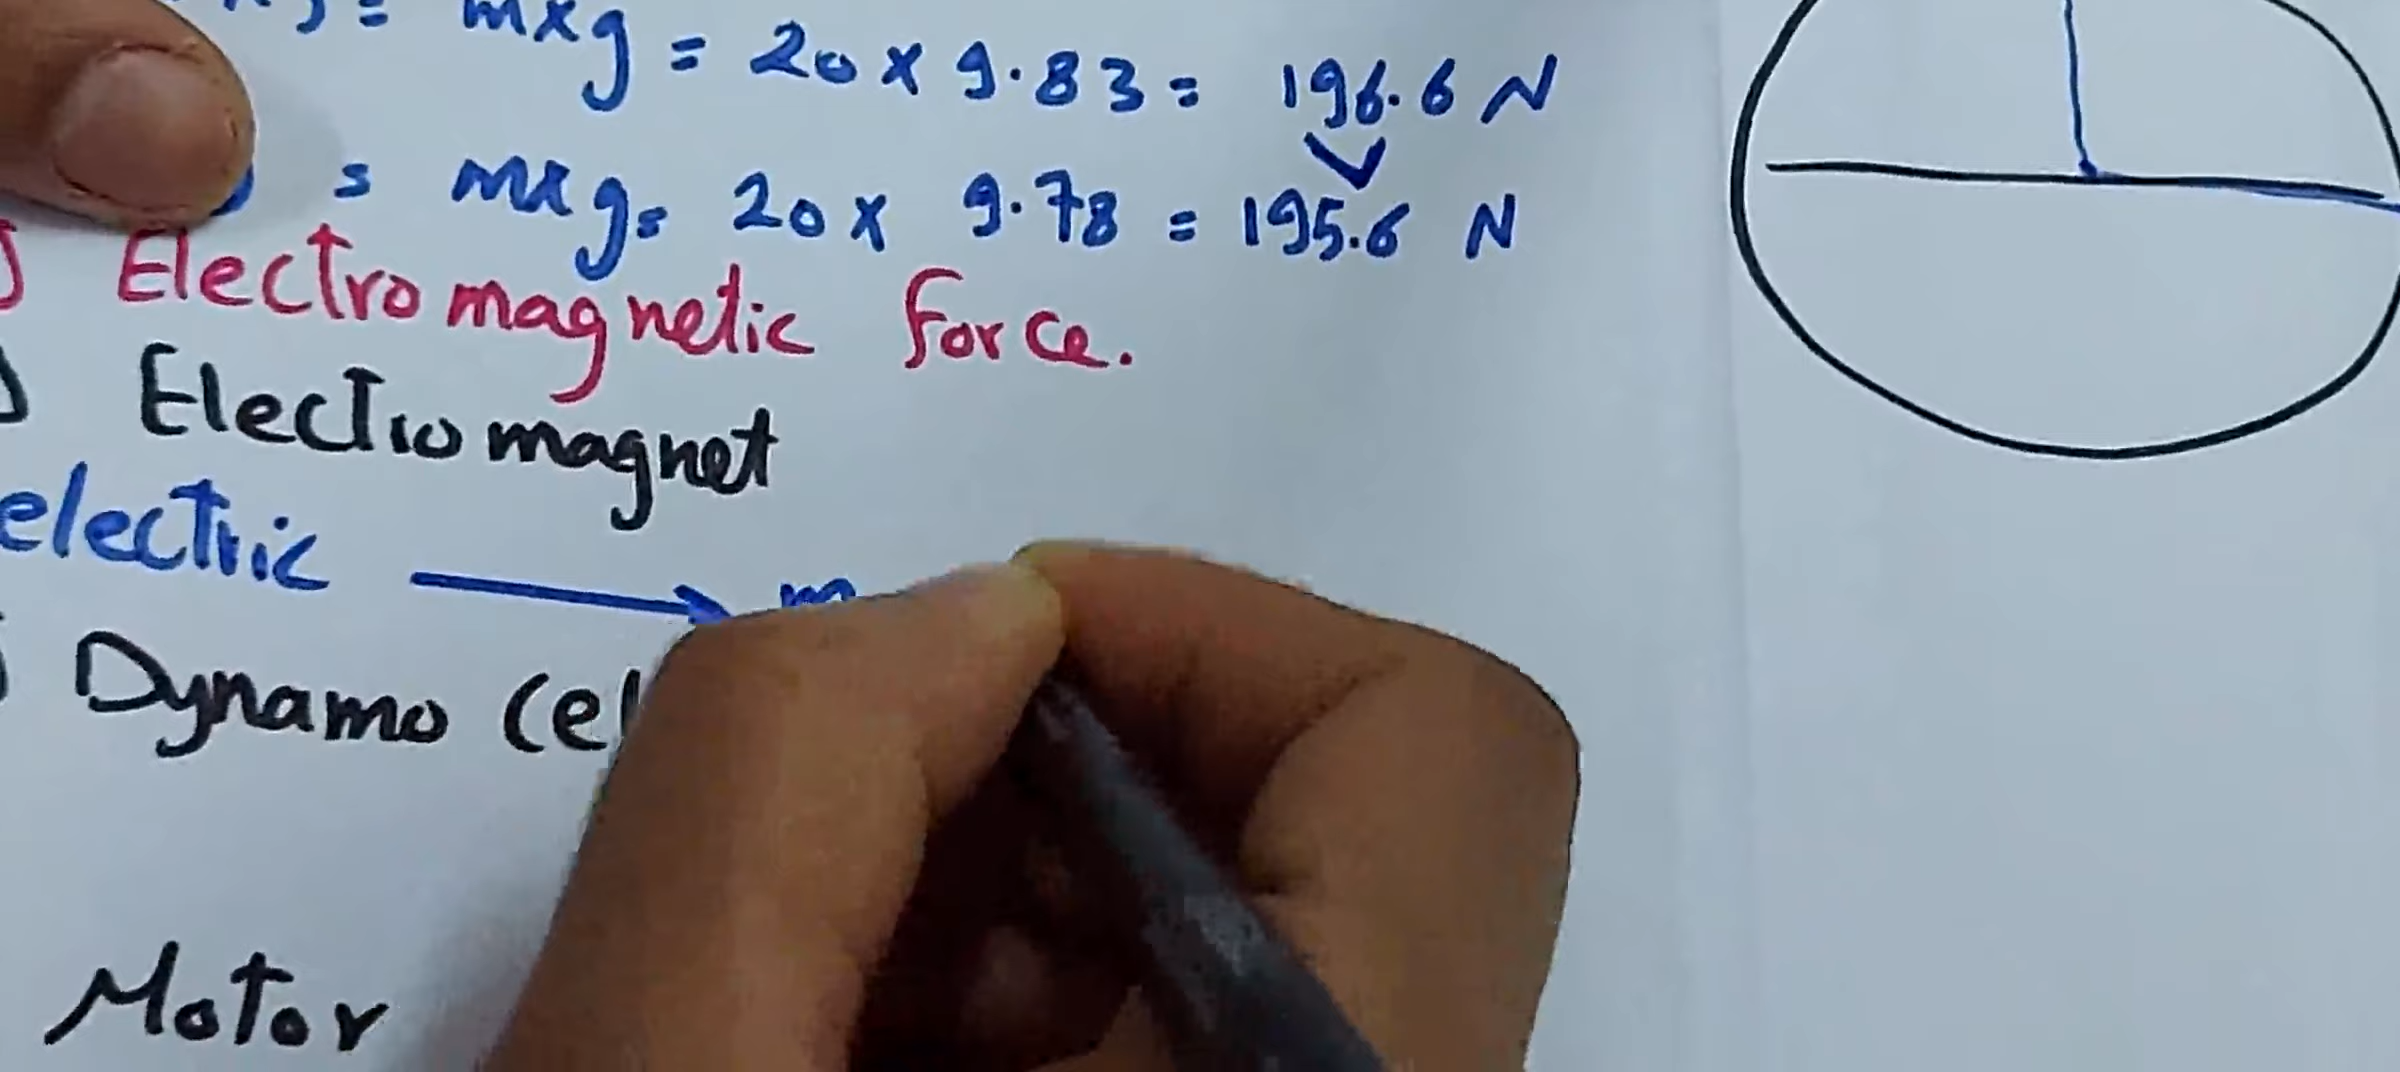 = m x g = 20 x 9.83 = 196.6 N
= m x g = 20 x 9.78 = 195.6 N
Electromagnetic force.
Electromagnet
electric → m
Dynamo (el
Motor